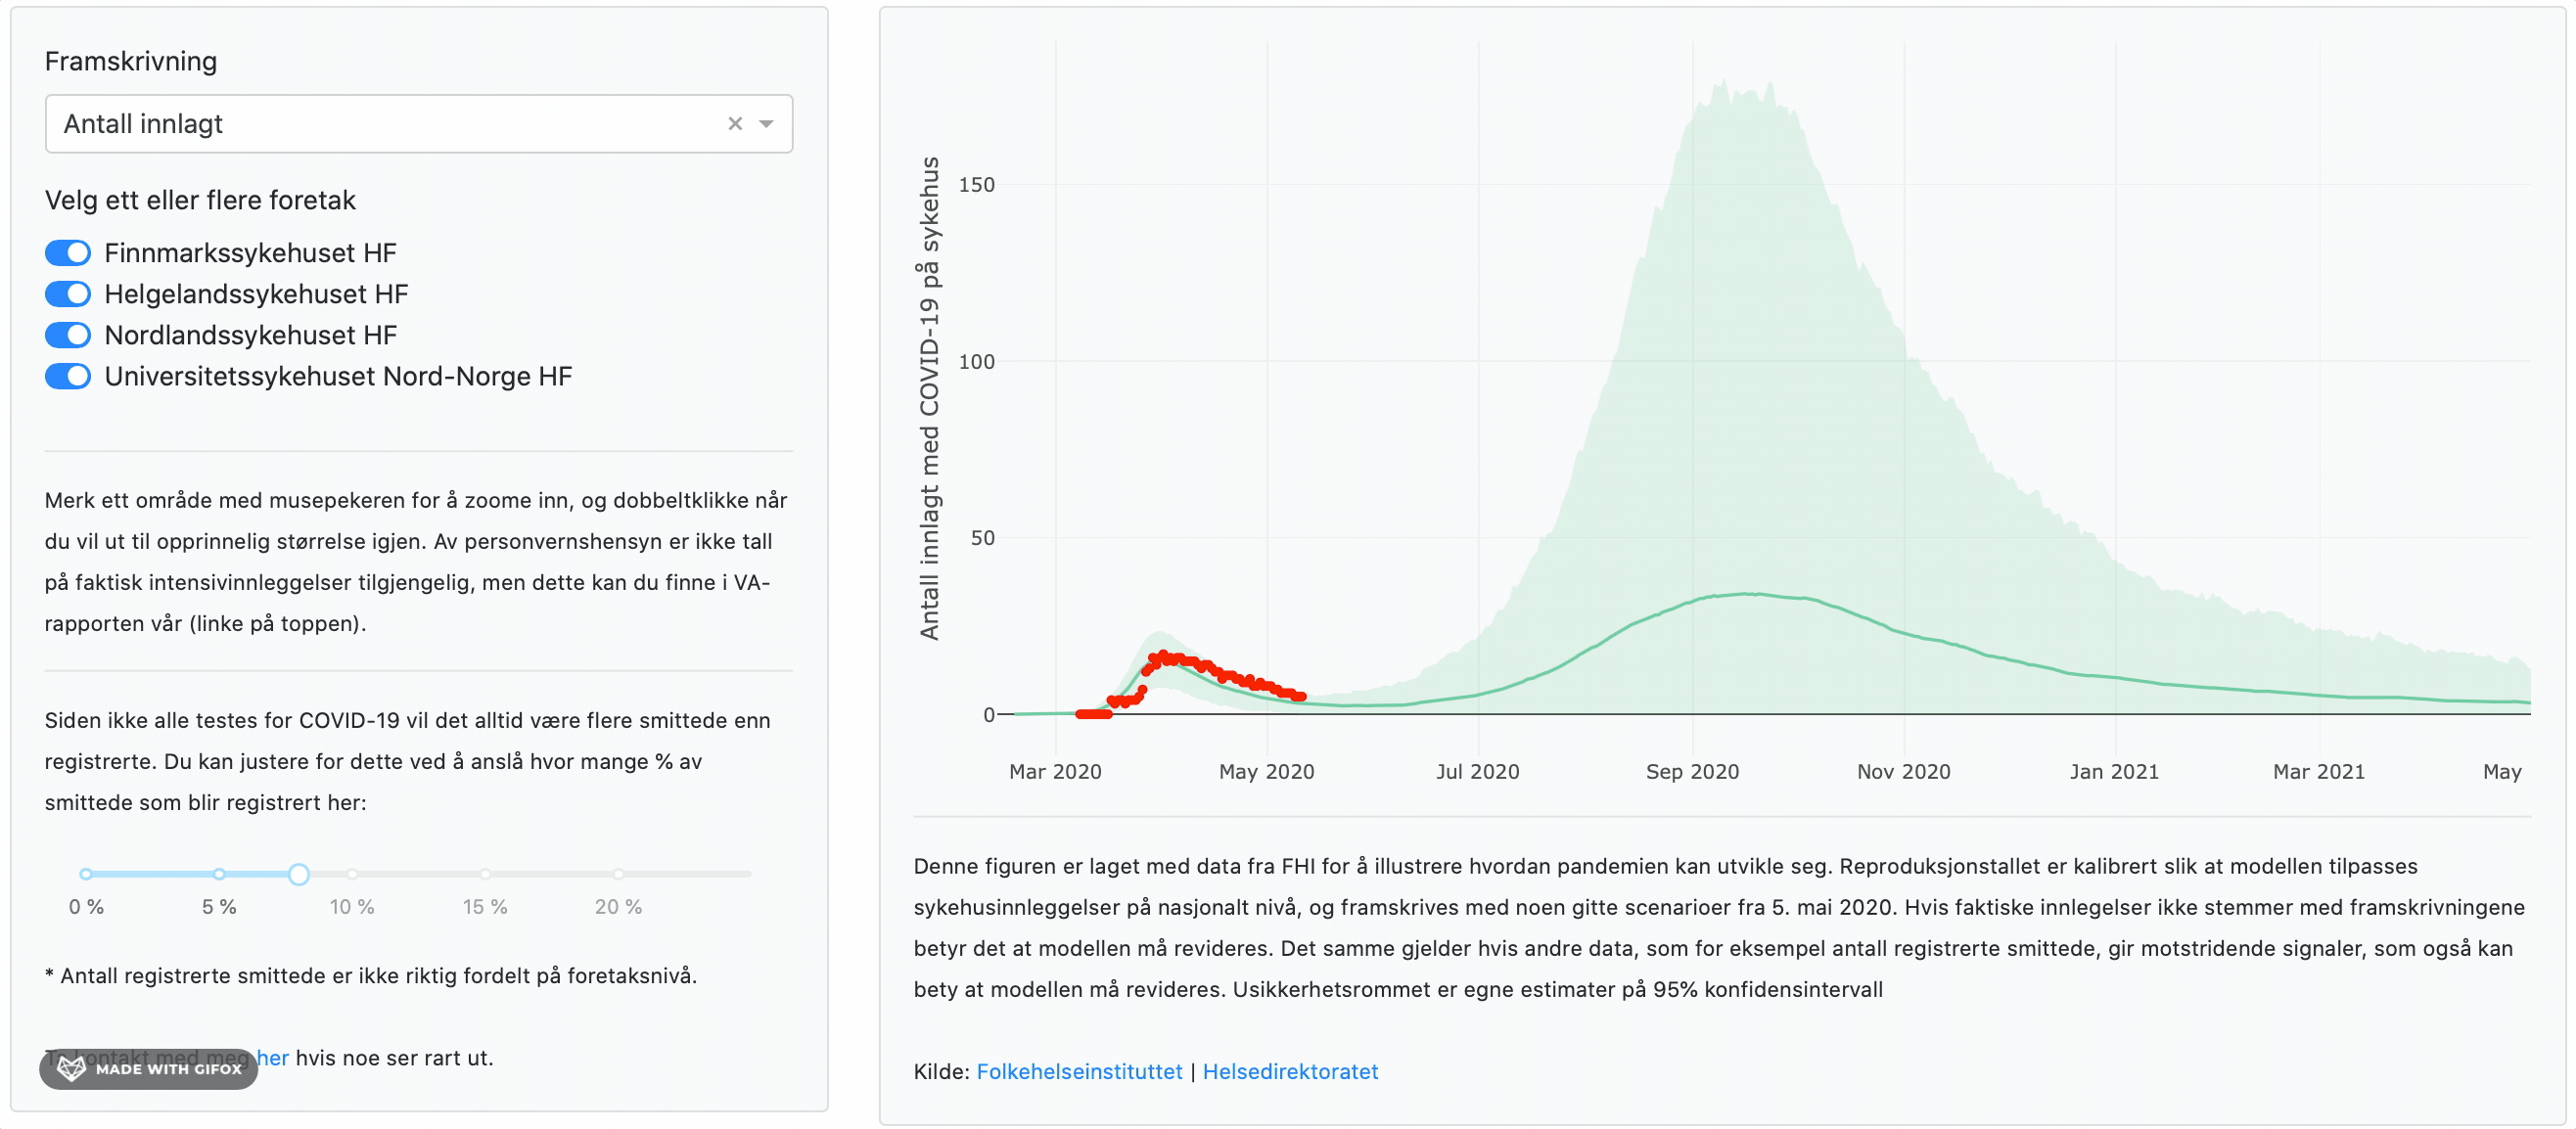 Framskrivning
Antall innlagt
Velg ett eller flere foretak
Finnmarkssykehuset HF
Helgelandssykehuset HF
Nordlandssykehuset HF
Universitetssykehuset Nord-Norge HF
Merk ett område med musepekeren for å zoome inn, og dobbeltklikke når
du vil ut til opprinnelig størrelse igjen. Av personvernshensyn er ikke tall
på faktisk intensivinnleggelser tilgjengelig, men dette kan du finne i VA-
rapporten vår (linke på toppen).
Siden ikke alle testes for COVID-19 vil det alltid være flere smittede enn
registrerte. Du kan justere for dette ved å anslå hvor mange % av
smittede som blir registrert her:
0 % 5 % 10 % 15 % 20 %
* Antall registrerte smittede er ikke riktig fordelt på foretaksnivå.
Ta kontakt med meg her hvis noe ser rart ut.
MADE WITH GIFOX
Antall innlagt med COVID-19 på sykehus
150
100
50
0
Mar 2020 May 2020 Jul 2020 Sep 2020 Nov 2020 Jan 2021 Mar 2021 May
Denne figuren er laget med data fra FHI for å illustrere hvordan pandemien kan utvikle seg. Reproduksjonstallet er kalibrert slik at modellen tilpasses
sykehusinnleggelser på nasjonalt nivå, og framskrives med noen gitte scenarioer fra 5. mai 2020. Hvis faktiske innlegelser ikke stemmer med framskrivningene
betyr det at modellen må revideres. Det samme gjelder hvis andre data, som for eksempel antall registrerte smittede, gir motstridende signaler, som også kan
bety at modellen må revideres. Usikkerhetsrommet er egne estimater på 95% konfidensintervall
Kilde: Folkehelseinstituttet | Helsedirektoratet